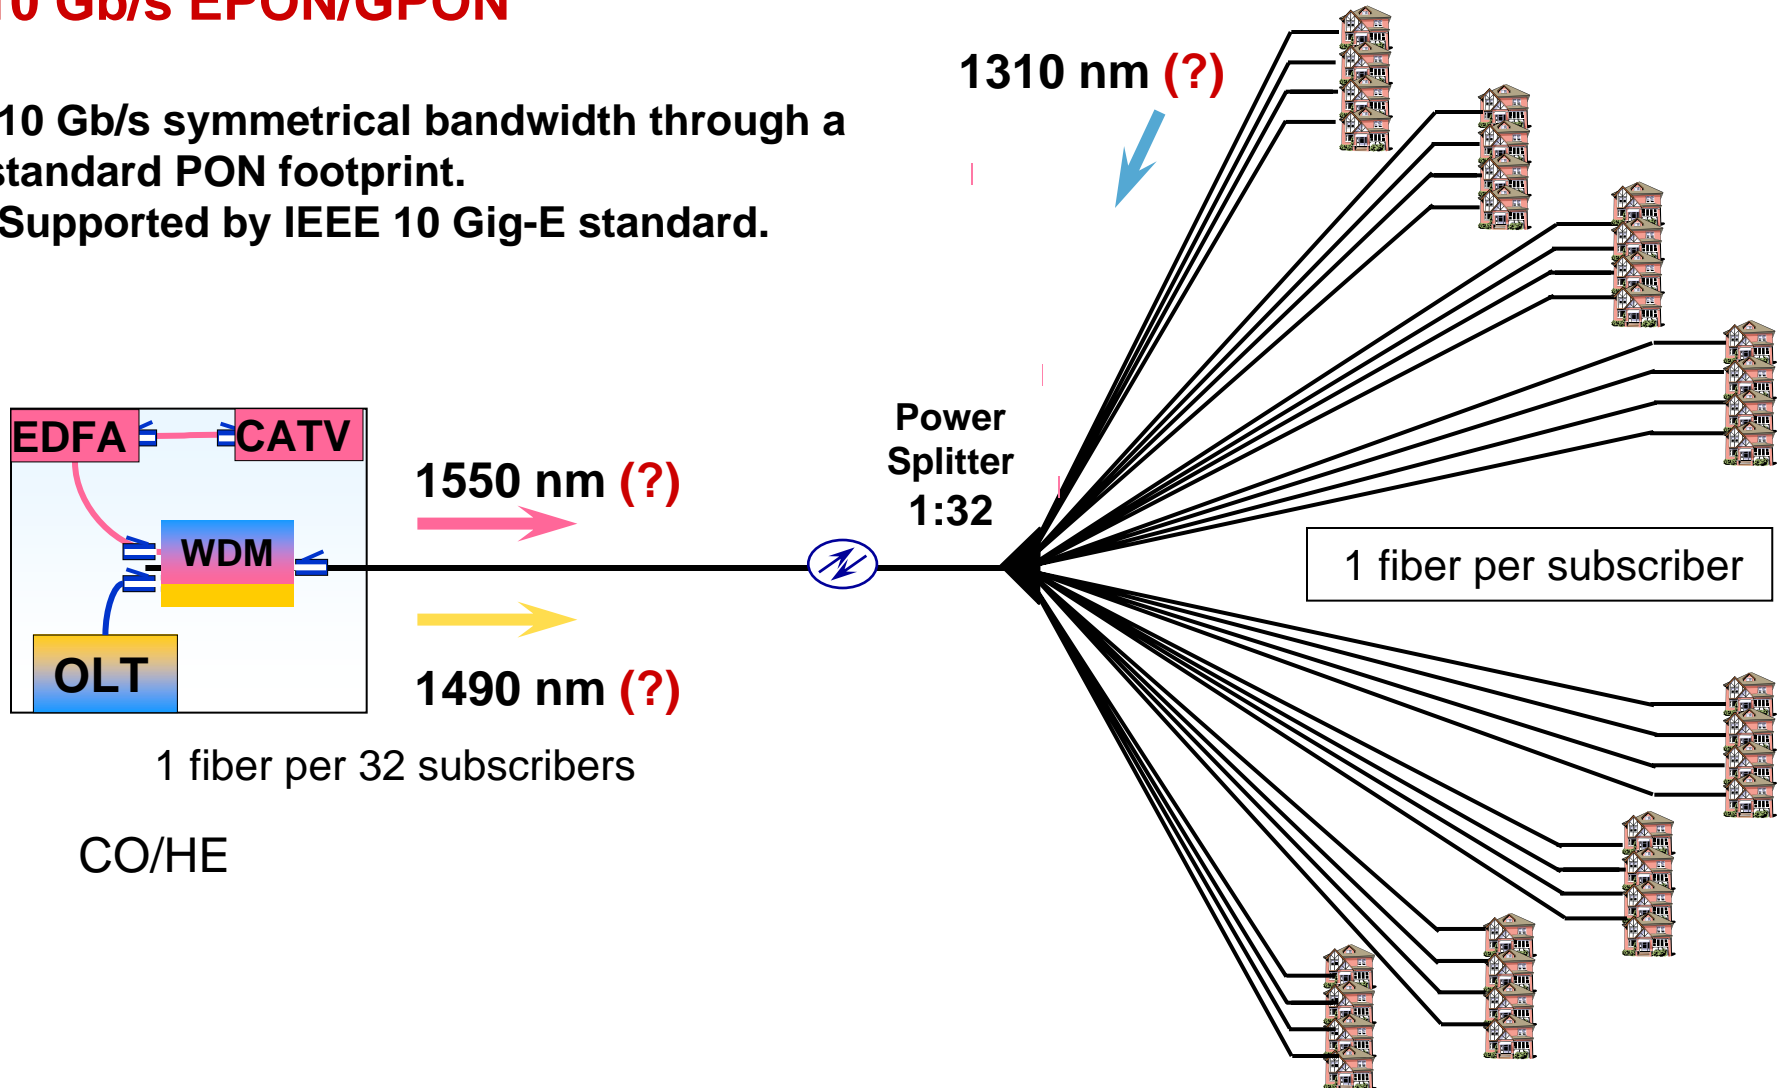 10 Gb/s EPON/GPON
10 Gb/s symmetrical bandwidth through a
standard PON footprint.
Supported by IEEE 10 Gig-E standard.
1310 nm (?)
EDFA
CATV
WDM
OLT
1550 nm (?)
1490 nm (?)
Power
Splitter
1:32
1 fiber per subscriber
1 fiber per 32 subscribers
CO/HE